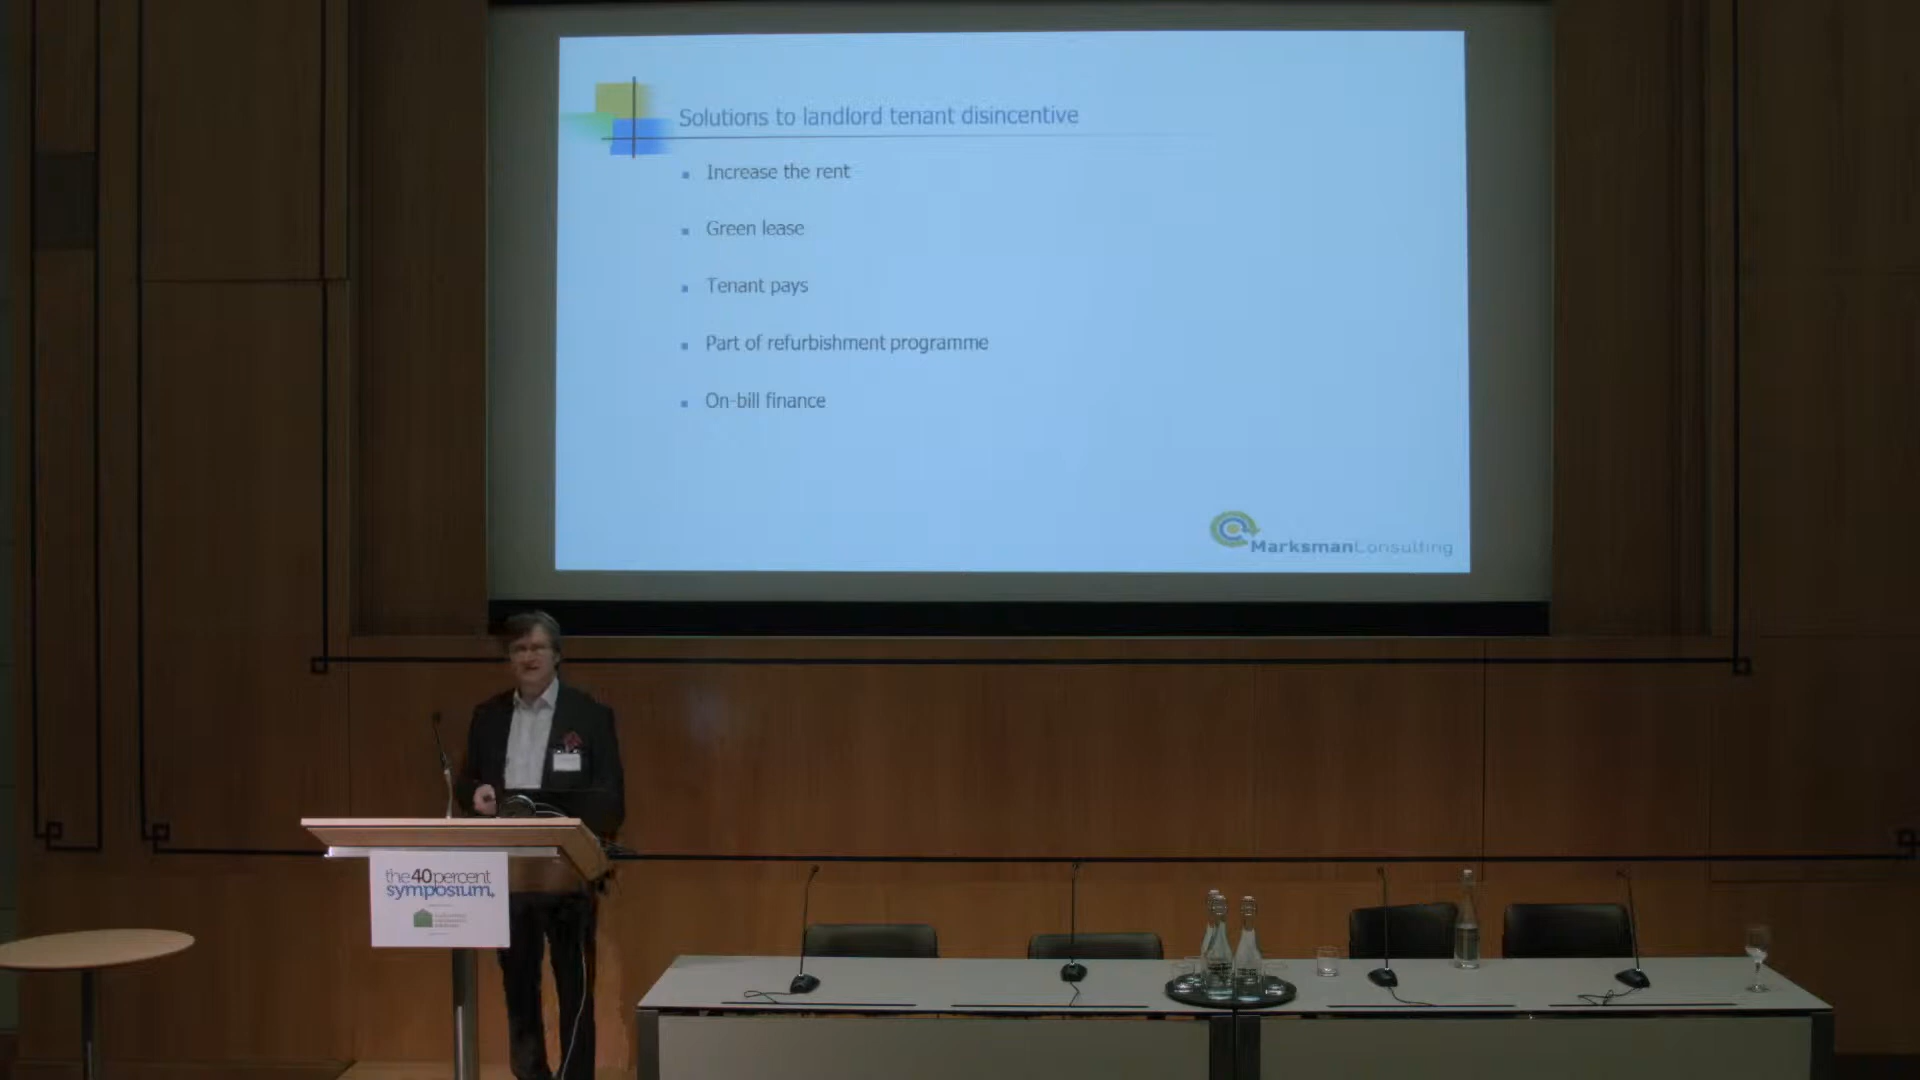 Solutions to landlord tenant disincentive
Increase the rent
Green lease
Tenant pays
Part of refurbishment programme
On-bill finance
MarksmanConsulting
the40percent
symposium